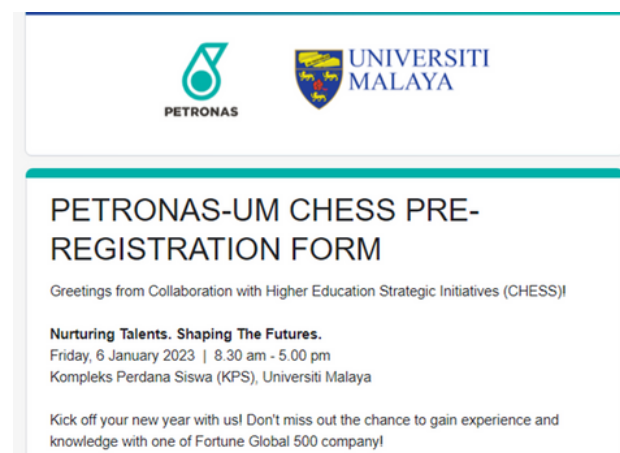 PETRONAS
UNIVERSITI
MALAYA
PETRONAS-UM CHESS PRE-
REGISTRATION FORM
Greetings from Collaboration with Higher Education Strategic Initiatives (CHESS)!
Nurturing Talents. Shaping The Futures.
Friday, 6 January 2023 | 8.30 am - 5.00 pm
Kompleks Perdana Siswa (KPS), Universiti Malaya
Kick off your new year with us! Don't miss out the chance to gain experience and
knowledge with one of Fortune Global 500 company!